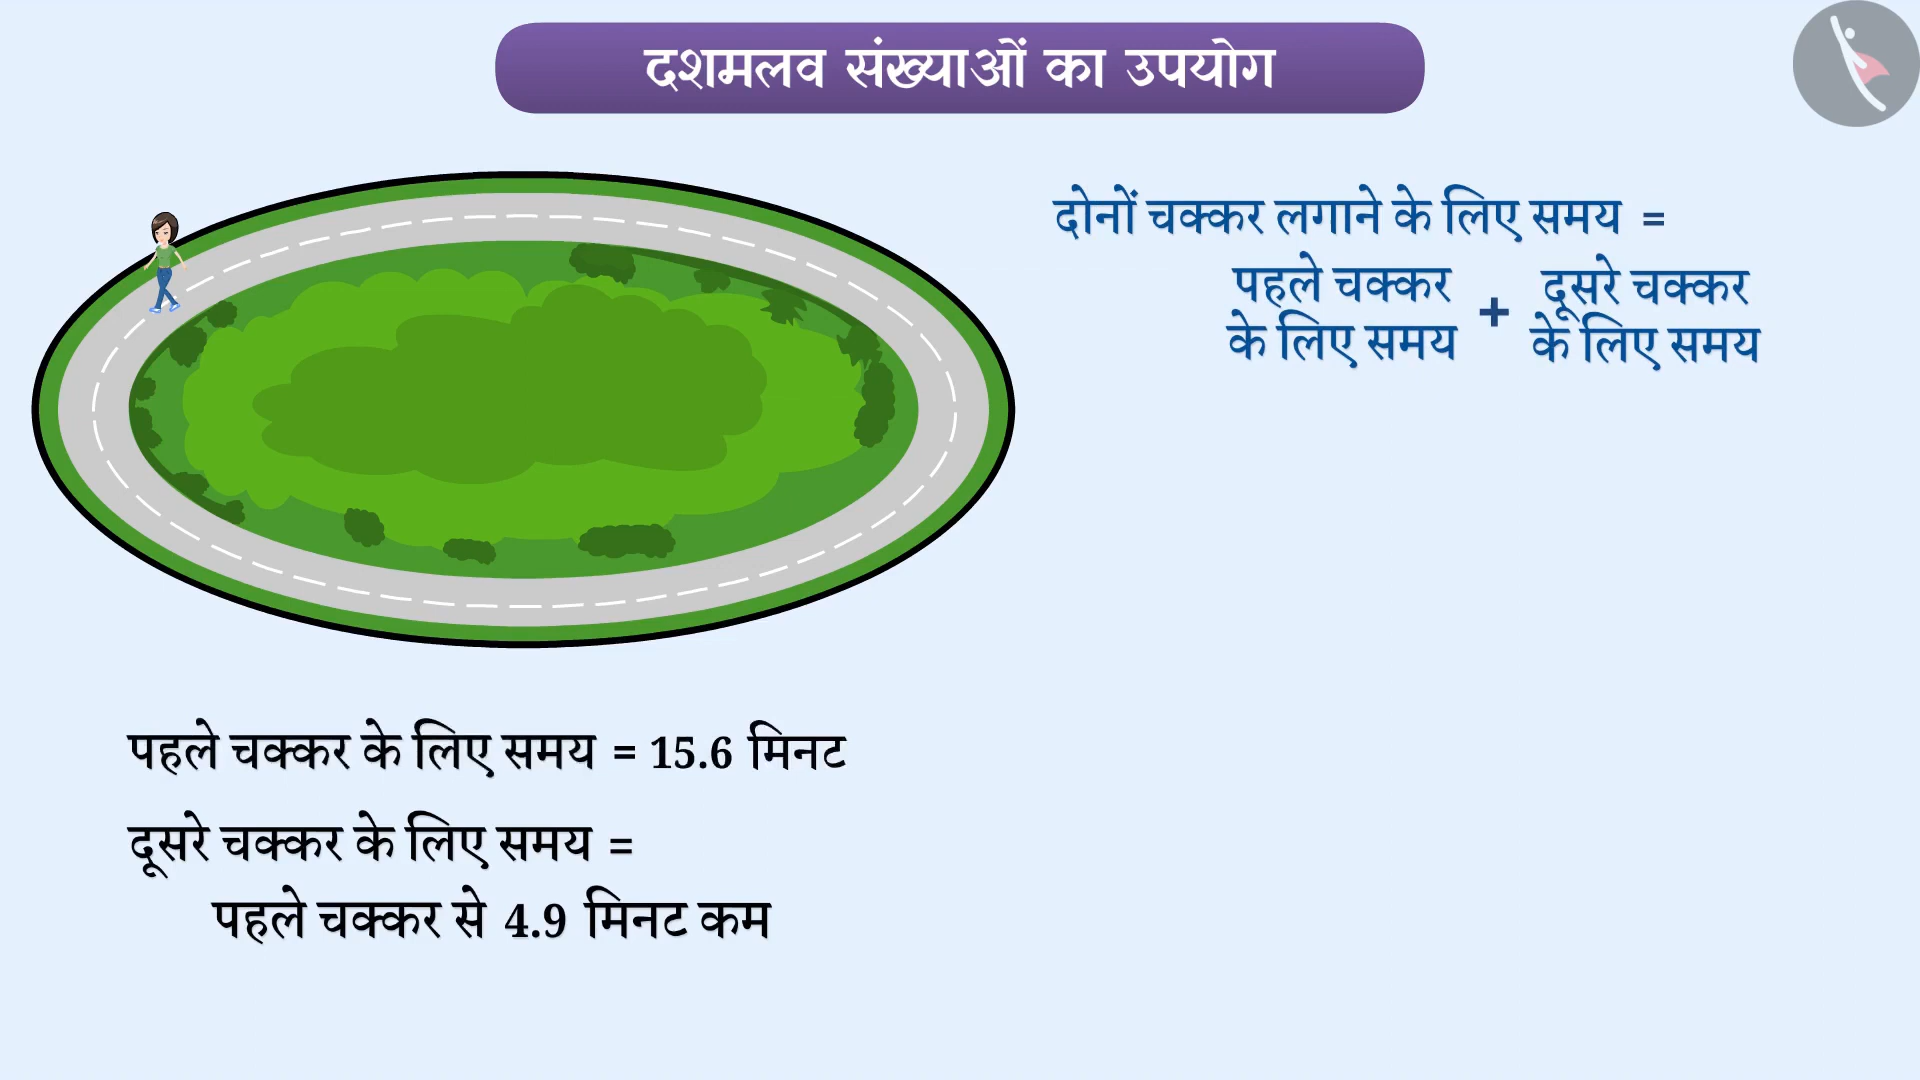 दशमलव संख्याओं का उपयोग
दोनों चक्कर लगाने के लिए समय =
पहले चक्कर के लिए समय + दूसरे चक्कर के लिए समय
पहले चक्कर के लिए समय = 15.6 मिनट
दूसरे चक्कर के लिए समय =
पहले चक्कर से 4.9 मिनट कम